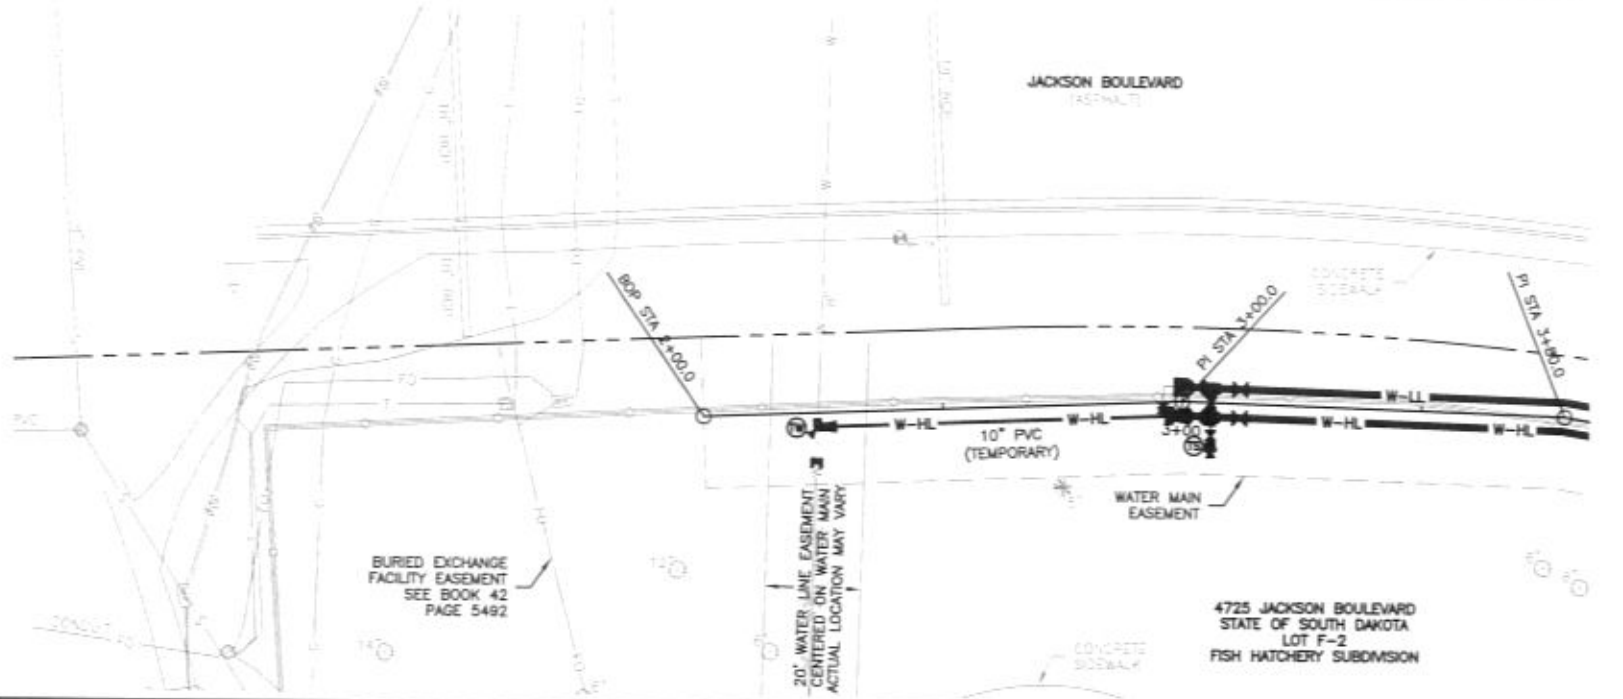 JACKSON BOULEVARD
(ASPHALT)
CONCRETE
SIDEWALK
BOP STA 2+00.0
PI STA 3+00.0
PI STA 3+80.0
W-LL
W-HL
W-HL
W-HL
W-HL
10" PVC
(TEMPORARY)
3+00
PVC
FO
T
WATER MAIN
EASEMENT
BURIED EXCHANGE
FACILITY EASEMENT
SEE BOOK 42
PAGE 5492
20' WATER LINE EASEMENT
CENTERED ON WATER MAIN
ACTUAL LOCATION MAY VARY
4725 JACKSON BOULEVARD
STATE OF SOUTH DAKOTA
LOT F-2
FISH HATCHERY SUBDIVISION
CONCRETE
SIDEWALK